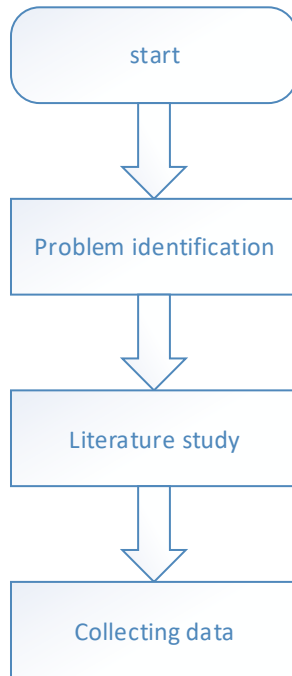 start
Problem identification
Literature study
Collecting data